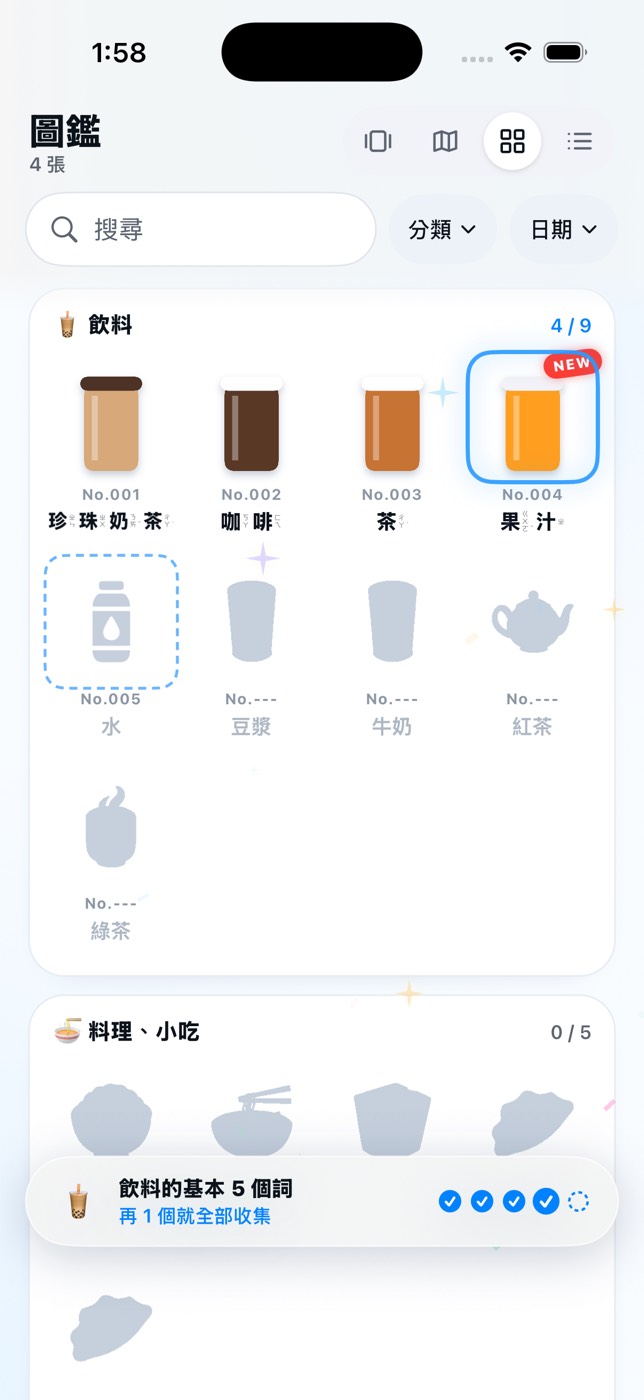 1:58
圖鑑
4 張
搜尋
分類
日期
飲料
4 / 9
NEW
No.001
No.002
No.003
No.004
珍珠奶茶
咖啡
茶
果汁
No.005
No.---
No.---
No.---
水
豆漿
牛奶
紅茶
No.---
綠茶
料理、小吃
0 / 5
飲料的基本 5 個詞
再 1 個就全部收集